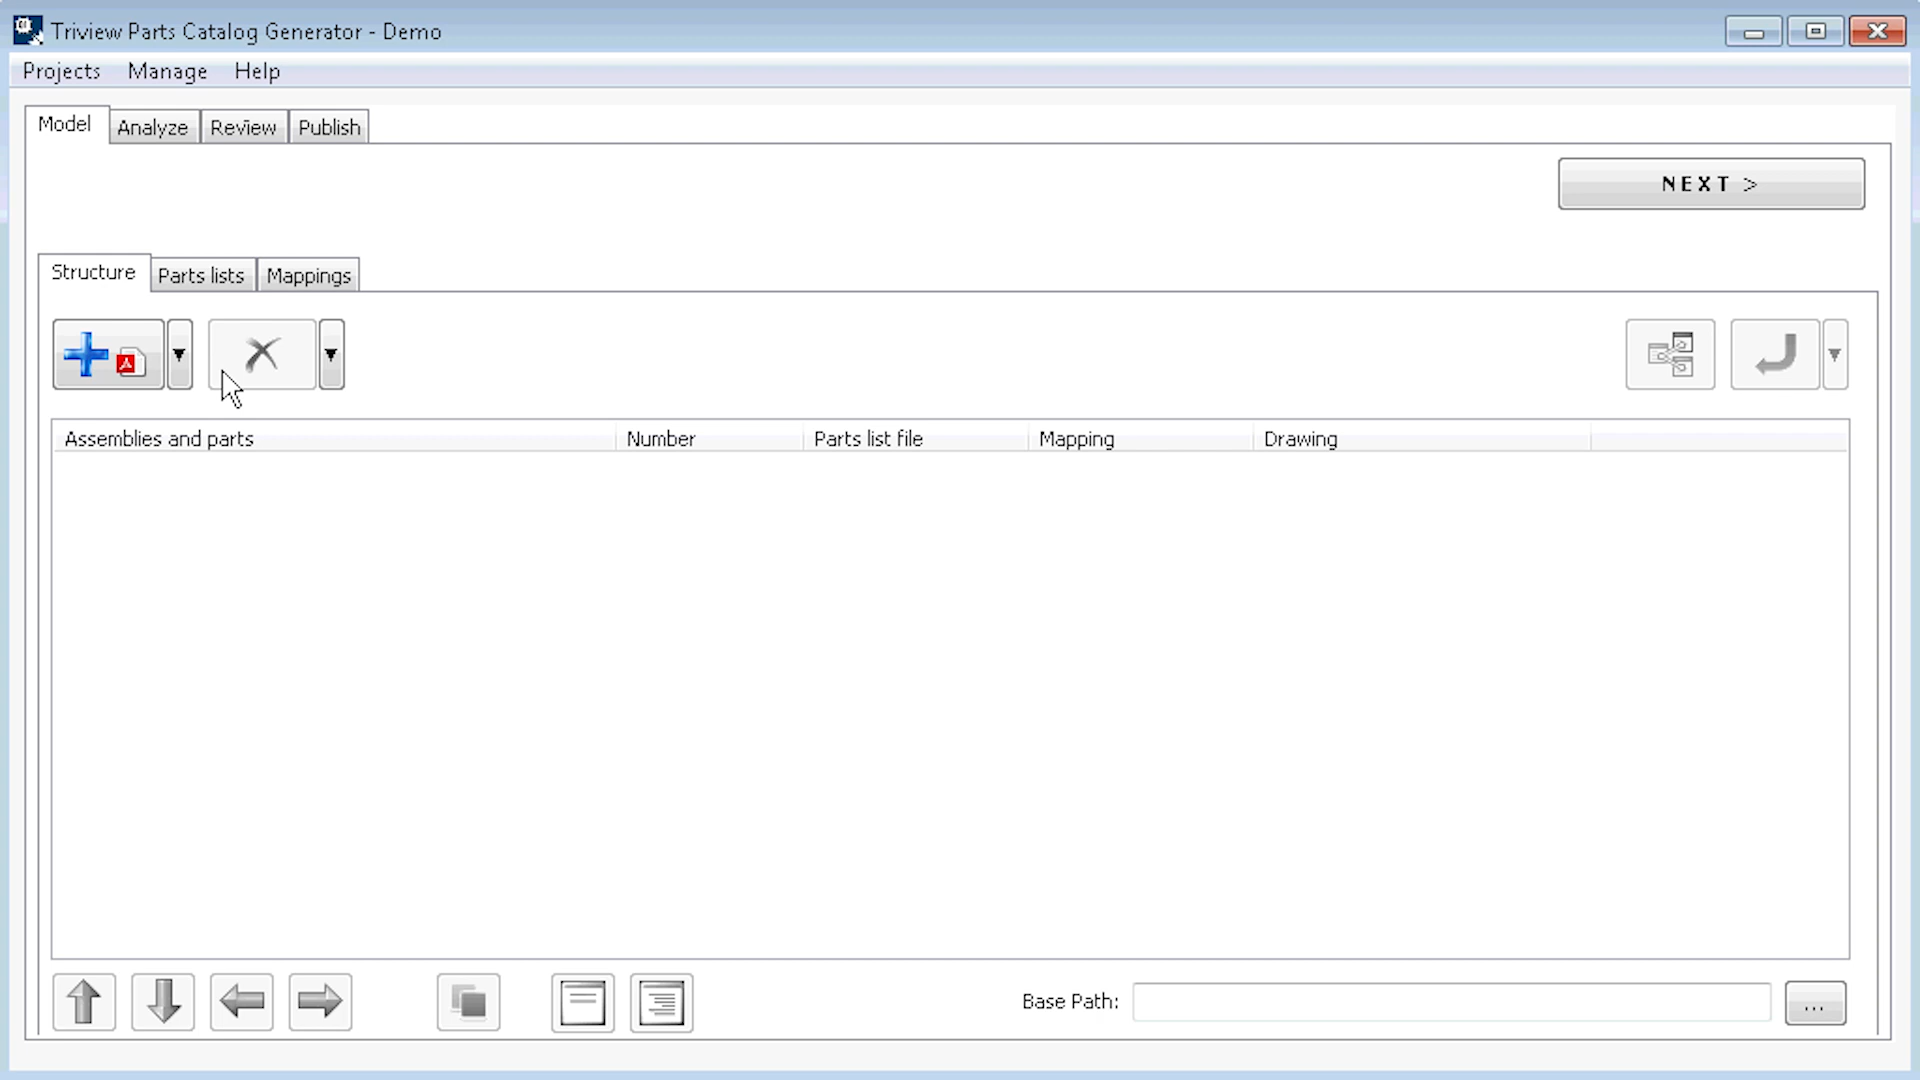 Triview Parts Catalog Generator - Demo
Projects Manage Help
Model Analyze Review Publish
NEXT >
Structure Parts lists Mappings
Assemblies and parts Number Parts list file Mapping Drawing
Base Path: ...